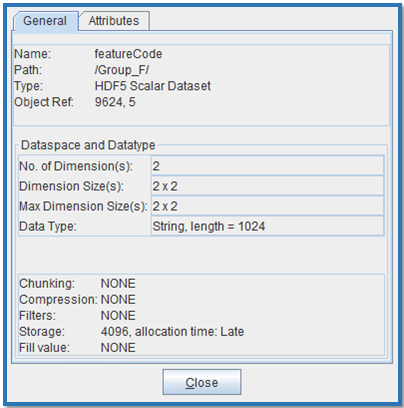 General Attributes
Name: featureCode
Path: /Group_F/
Type: HDF5 Scalar Dataset
Object Ref: 9624, 5
Dataspace and Datatype
No. of Dimension(s): 2
Dimension Size(s): 2 x 2
Max Dimension Size(s): 2 x 2
Data Type: String, length = 1024
Chunking: NONE
Compression: NONE
Filters: NONE
Storage: 4096, allocation time: Late
Fill value: NONE
Close